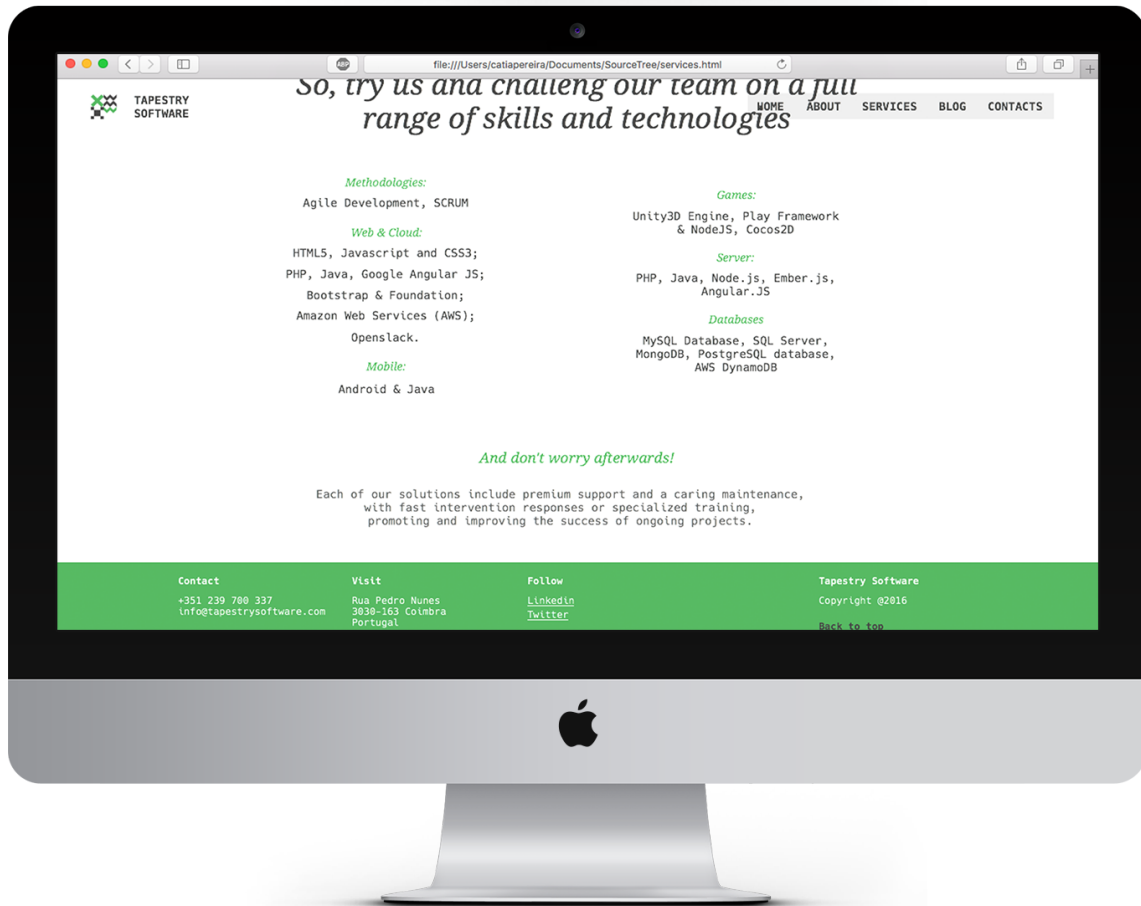 ABP
file:///Users/catiapereira/Documents/SourceTree/services.html
TAPESTRY
SOFTWARE
HOME ABOUT SERVICES BLOG CONTACTS
So, try us and challeng our team on a full
range of skills and technologies
Methodologies:
Agile Development, SCRUM
Web & Cloud:
HTML5, Javascript and CSS3;
PHP, Java, Google Angular JS;
Bootstrap & Foundation;
Amazon Web Services (AWS);
Openslack.
Mobile:
Android & Java
Games:
Unity3D Engine, Play Framework
& NodeJS, Cocos2D
Server:
PHP, Java, Node.js, Ember.js,
Angular.JS
Databases
MySQL Database, SQL Server,
MongoDB, PostgreSQL database,
AWS DynamoDB
And don't worry afterwards!
Each of our solutions include premium support and a caring maintenance,
with fast intervention responses or specialized training,
promoting and improving the success of ongoing projects.
Contact
+351 239 700 337
info@tapestrysoftware.com
Visit
Rua Pedro Nunes
3030-163 Coimbra
Portugal
Follow
Linkedin
Twitter
Tapestry Software
Copyright @2016
Back to top